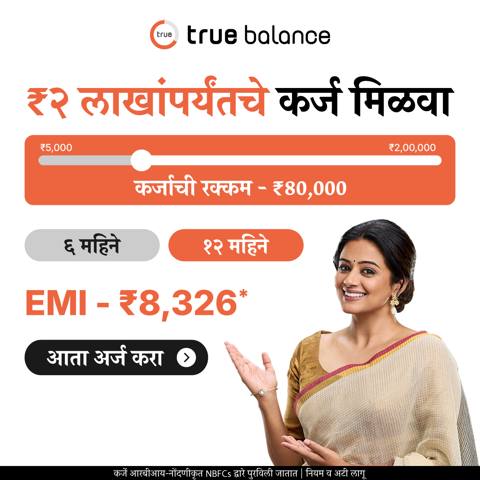 true
true balance
₹२ लाखांपर्यंतचे कर्ज मिळवा
₹5,000
₹2,00,000
कर्जाची रक्कम - ₹80,000
६ महिने
१२ महिने
EMI - ₹8,326*
आता अर्ज करा
कर्जे आरबीआय-नोंदणीकृत NBFCs द्वारे पुरविली जातात | नियम व अटी लागू